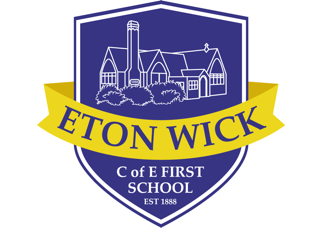 ETON WICK
C of E FIRST
SCHOOL
EST 1888